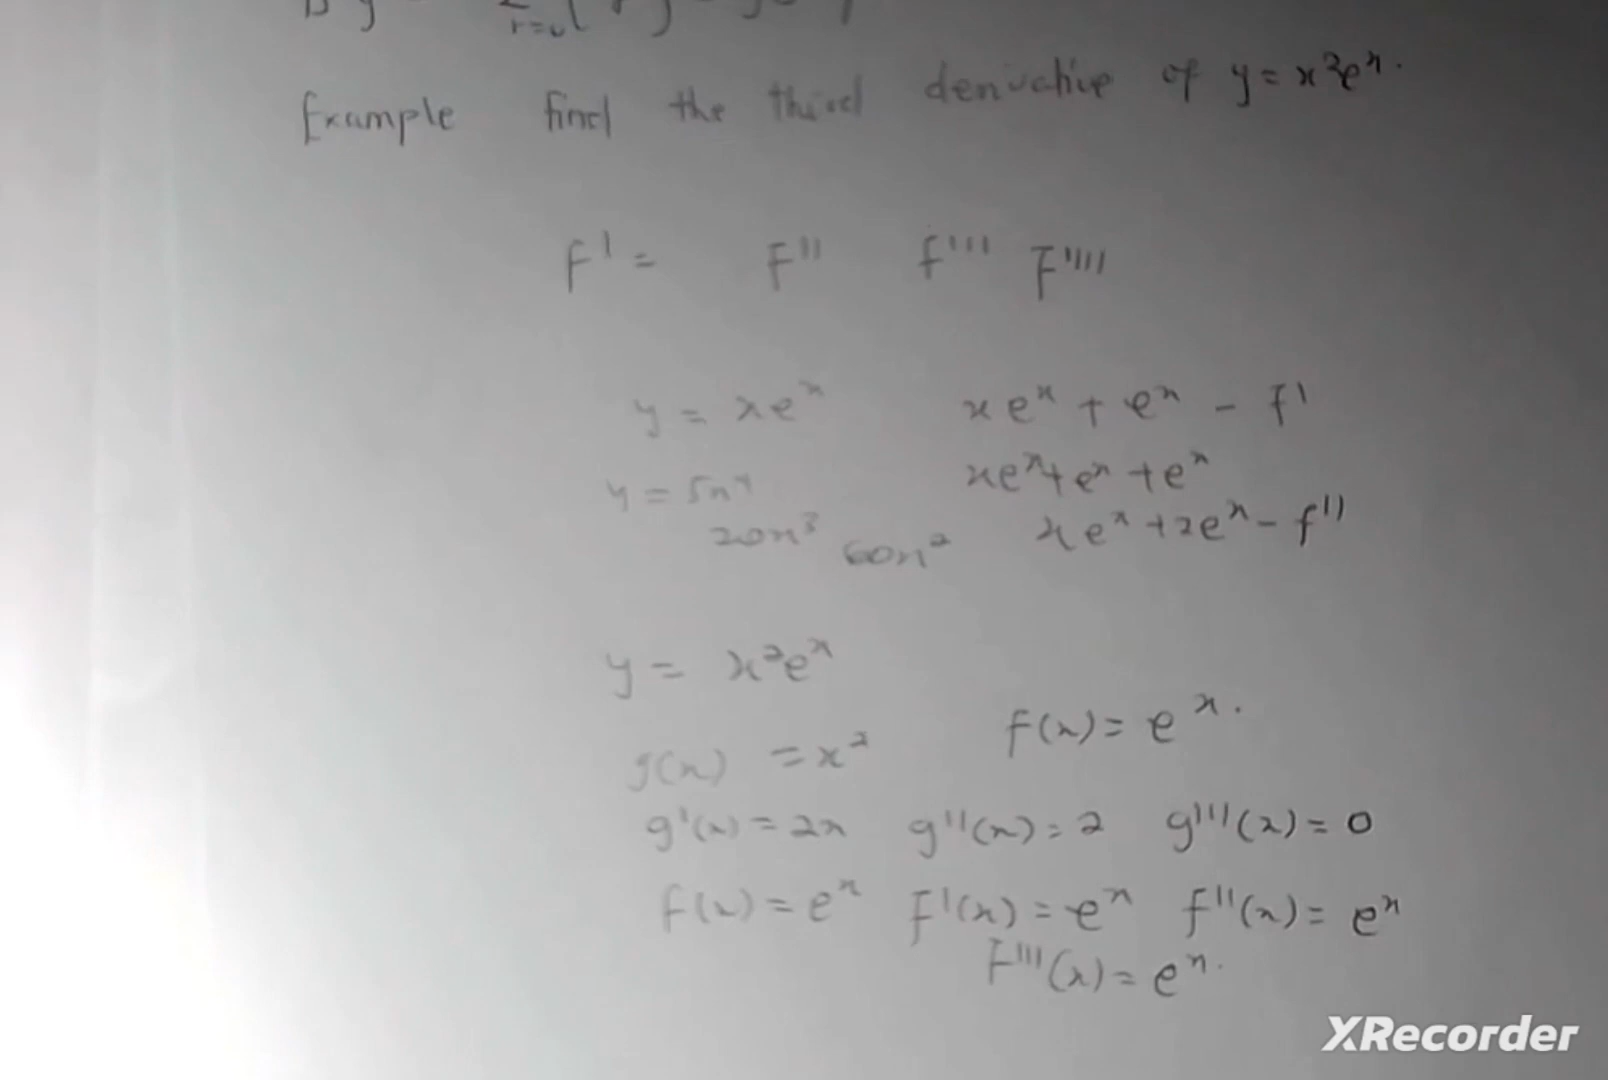 r=0
Example find the third derivative of y = x²eˣ.
F' = F'' f''' F''''
y = xeˣ xeˣ + eˣ - f'
y = 5x⁴ xeˣ + eˣ + eˣ
20x³ 60x² xeˣ + 2eˣ - f''
y = x²eˣ
g(x) = x² f(x) = eˣ.
g'(x) = 2x g''(x) = 2 g'''(x) = 0
f(x) = eˣ F'(x) = eˣ f''(x) = eˣ
F'''(x) = eˣ.
XRecorder